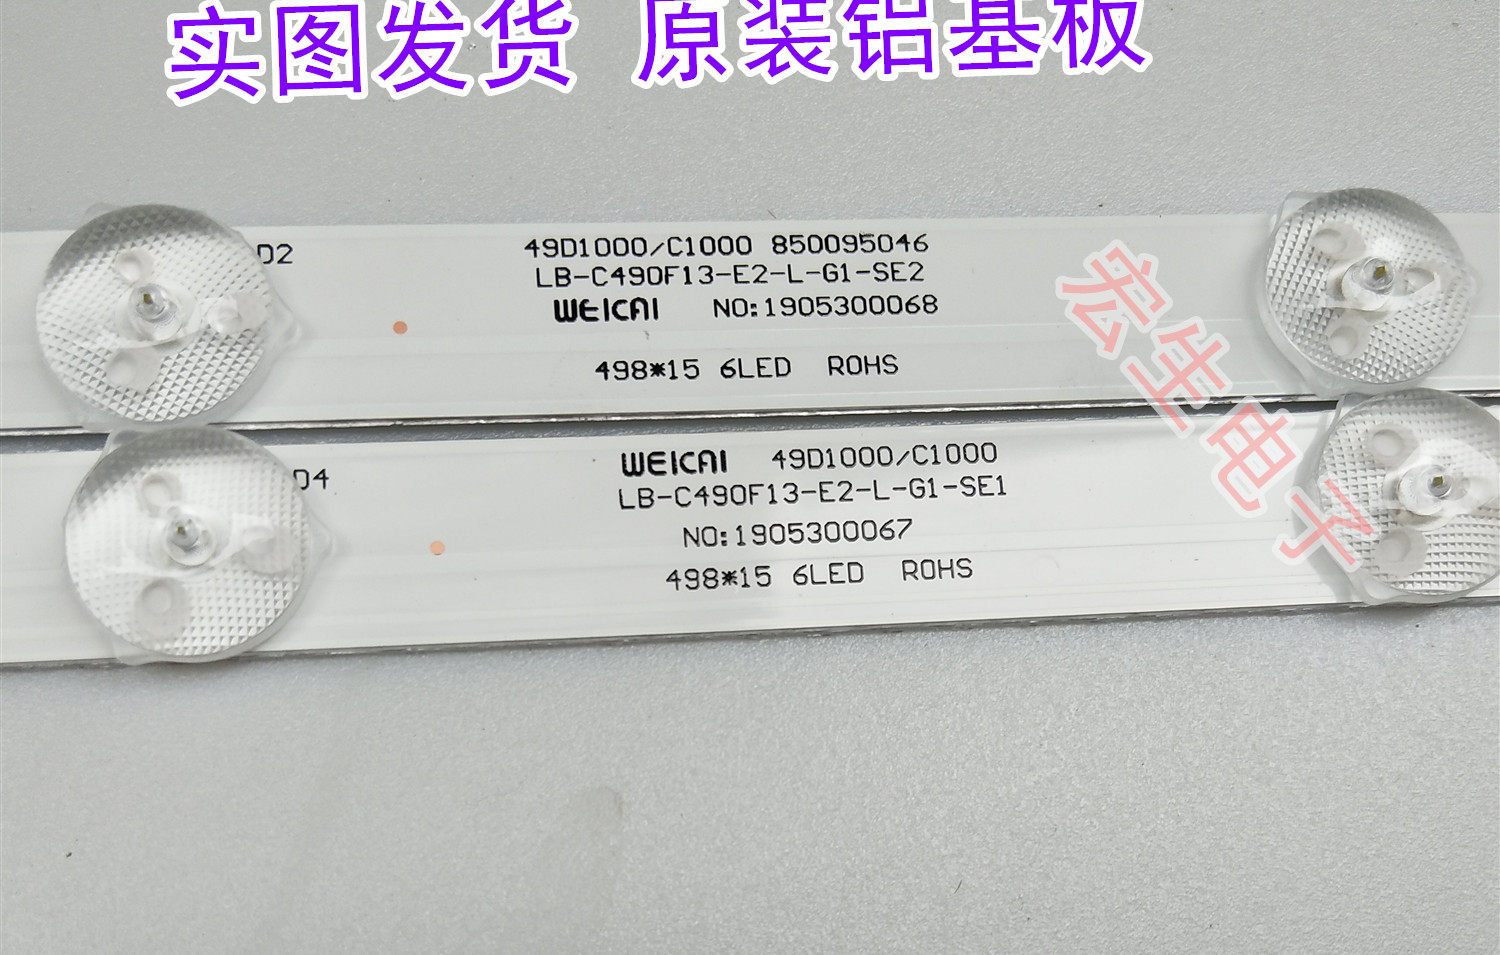 实图发货 原装铝基板
D2
49D1000/C1000 850095046
LB-C490F13-E2-L-G1-SE2
WEICAI NO:1905300068
498*15 6LED ROHS
D4
WEICAI 49D1000/C1000
LB-C490F13-E2-L-G1-SE1
NO:1905300067
498*15 6LED ROHS
宏生电子